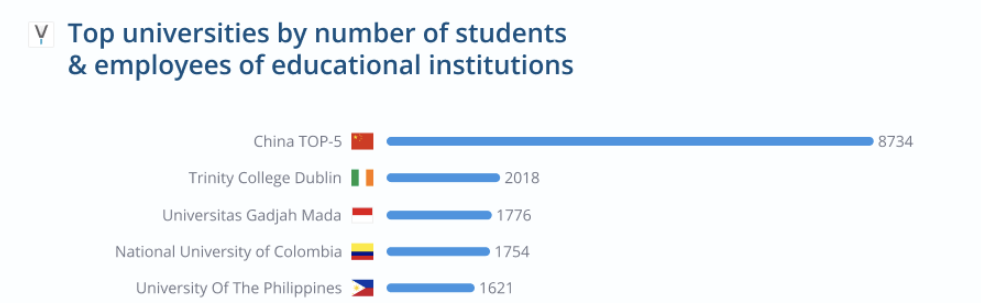 Top universities by number of students
& employees of educational institutions
China TOP-5 8734
Trinity College Dublin 2018
Universitas Gadjah Mada 1776
National University of Colombia 1754
University Of The Philippines 1621